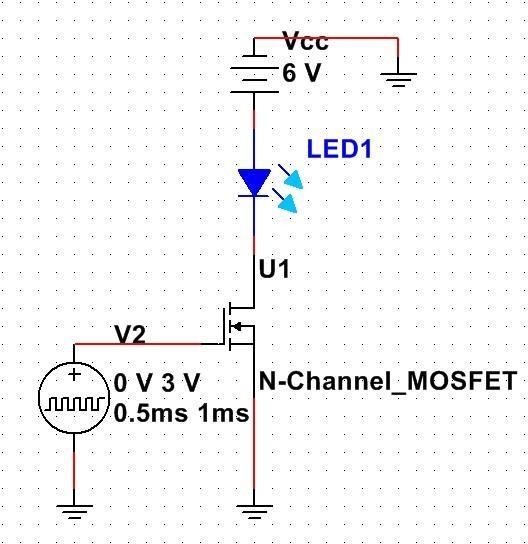 Vcc
6 V
LED1
U1
V2
0 V 3 V
0.5ms 1ms
N-Channel_MOSFET